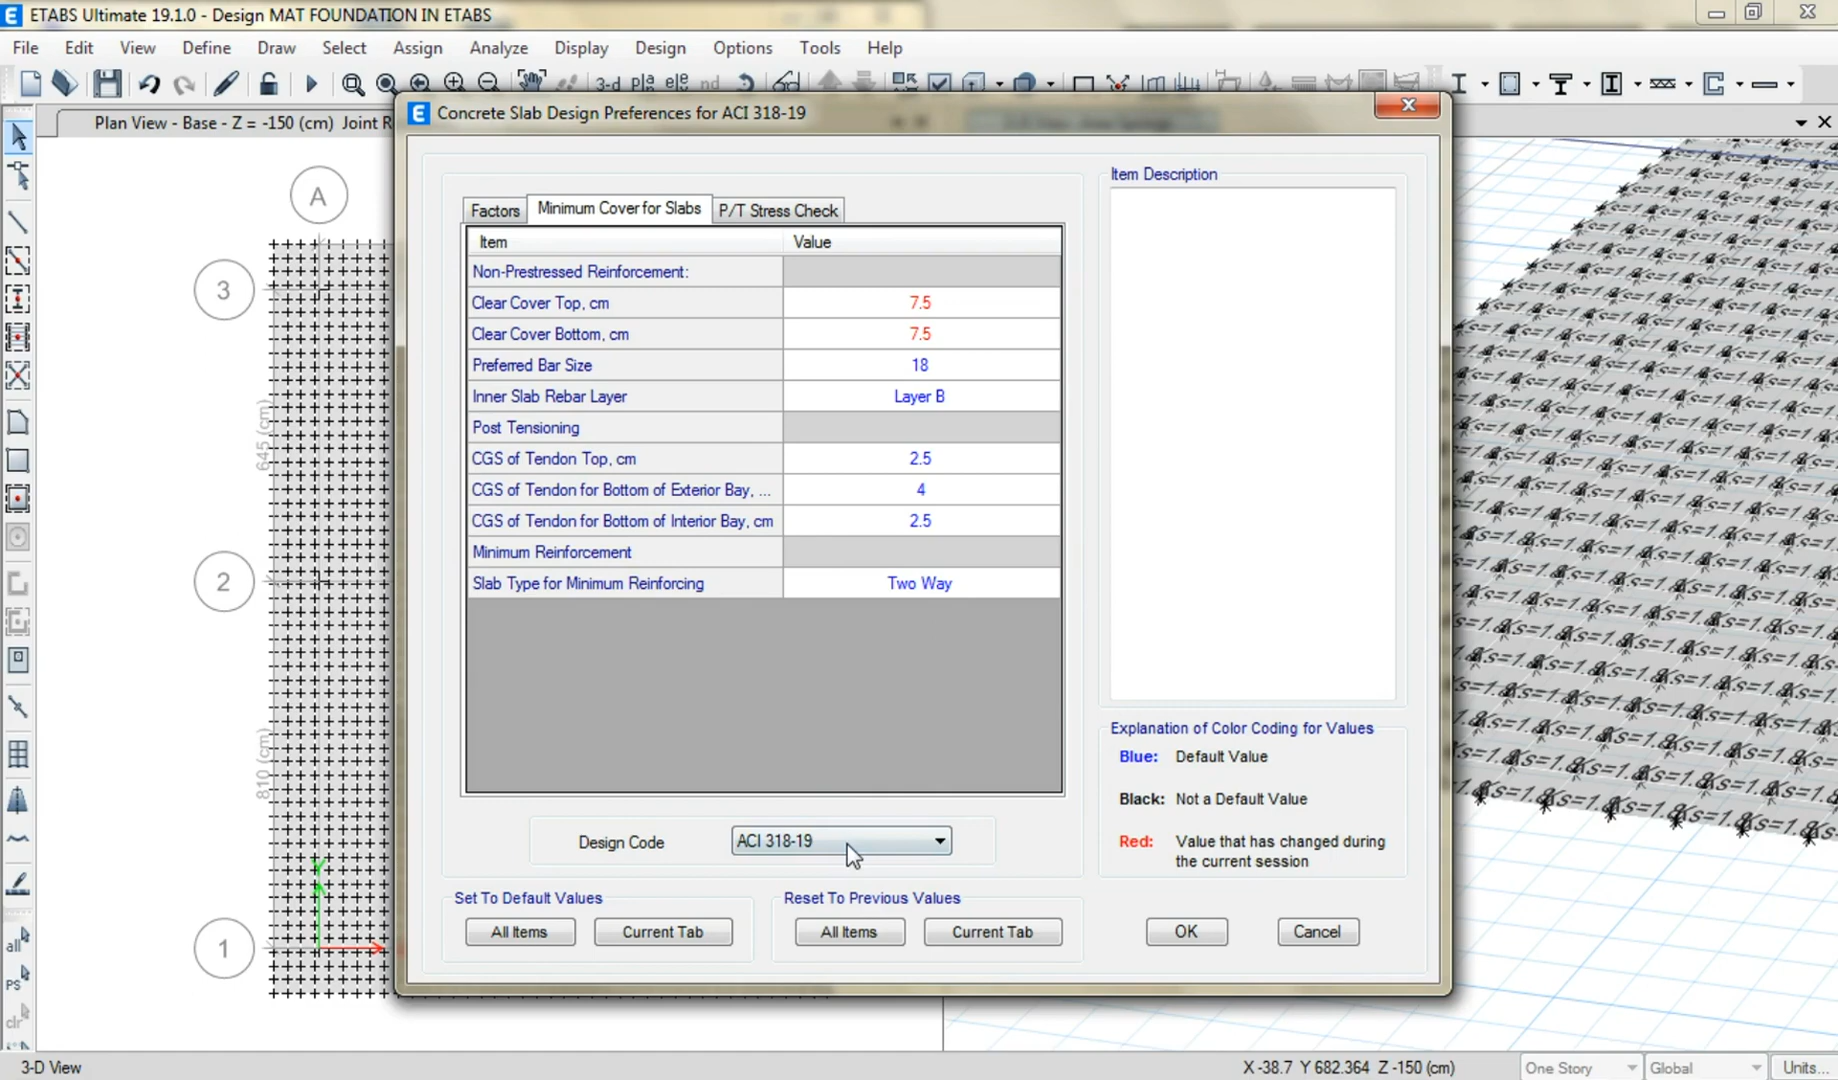 ETABS Ultimate 19.1.0 - Design MAT FOUNDATION IN ETABS
File Edit View Define Draw Select Assign Analyze Display Design Options Tools Help
3-d pla ele nd
Plan View - Base - Z = -150 (cm) Joint R
Concrete Slab Design Preferences for ACI 318-19
Factors Minimum Cover for Slabs P/T Stress Check
Item Value
Non-Prestressed Reinforcement:
Clear Cover Top, cm 7.5
Clear Cover Bottom, cm 7.5
Preferred Bar Size 18
Inner Slab Rebar Layer Layer B
Post Tensioning
CGS of Tendon Top, cm 2.5
CGS of Tendon for Bottom of Exterior Bay, ... 4
CGS of Tendon for Bottom of Interior Bay, cm 2.5
Minimum Reinforcement
Slab Type for Minimum Reinforcing Two Way
Design Code ACI 318-19
Set To Default Values
All Items Current Tab
Reset To Previous Values
All Items Current Tab
Item Description
Explanation of Color Coding for Values
Blue: Default Value
Black: Not a Default Value
Red: Value that has changed during
the current session
OK Cancel
A
3
645 (cm)
2
810 (cm)
Y
1
all
PS
clr
3-D View
X -38.7 Y 682.364 Z -150 (cm)
One Story Global Units...